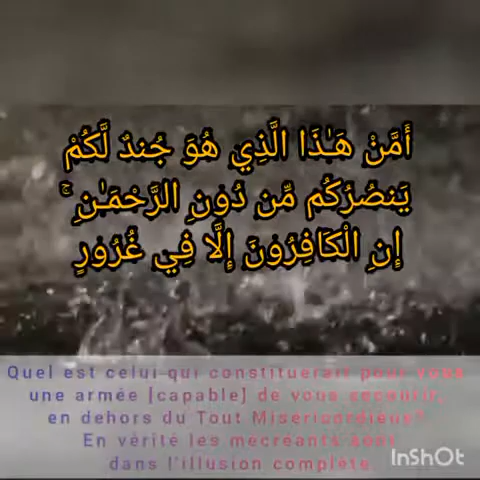 أَمَّنْ هَـٰذَا الَّذِي هُوَ جُندٌ لَّكُمْ
يَنصُرُكُم مِّن دُونِ الرَّحْمَـٰنِ ۚ
إِنِ الْكَافِرُونَ إِلَّا فِي غُرُورٍ
Quel est celui-qui constituerait pour vous
une armée [capable] de vous secourir,
en dehors du Tout Miséricordieux?
En vérité les mécréants sont
dans l'illusion complète.
InShOt